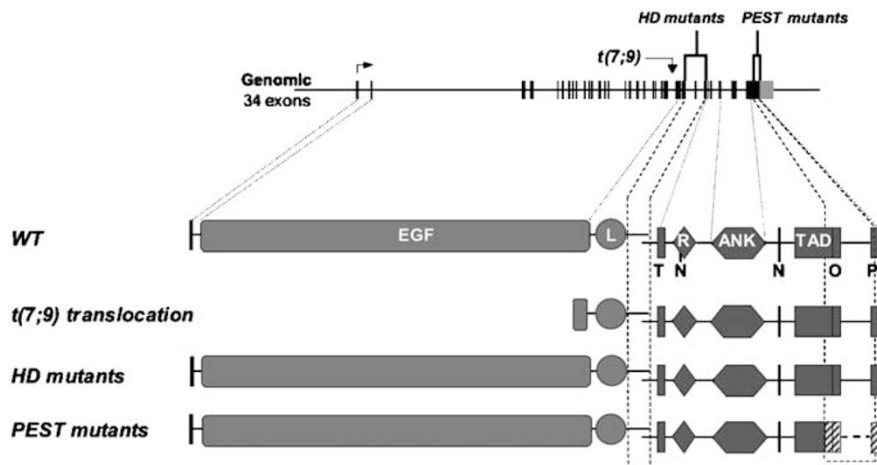 HD mutants PEST mutants
t(7;9)
Genomic
34 exons
WT EGF L R ANK TAD
T N N O P
t(7;9) translocation
HD mutants
PEST mutants